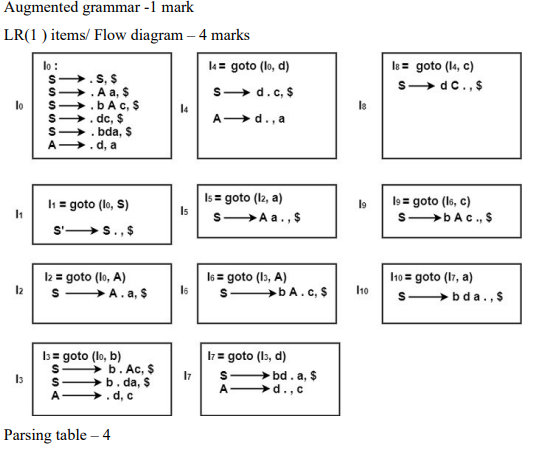 Augmented grammar -1 mark
LR(1 ) items/ Flow diagram – 4 marks
I0
I0 :
S → . S, $
S → . A a, $
S → . b A c, $
S → . dc, $
S → . bda, $
A → . d, a
I4
I4 = goto (I0, d)
S → d . c, $
A → d . , a
I8
I8 = goto (I4, c)
S → d C . , $
I1
I1 = goto (I0, S)
S' → S . , $
I5
I5 = goto (I2, a)
S → A a . , $
I9
I9 = goto (I6, c)
S → b A c ., $
I2
I2 = goto (I0, A)
S → A . a, $
I6
I6 = goto (I3, A)
S → b A . c, $
I10
I10 = goto (I7, a)
S → b d a . , $
I3
I3 = goto (I0, b)
S → b . Ac, $
S → b . da, $
A → . d, c
I7
I7 = goto (I3, d)
S → bd . a, $
A → d . , c
Parsing table – 4